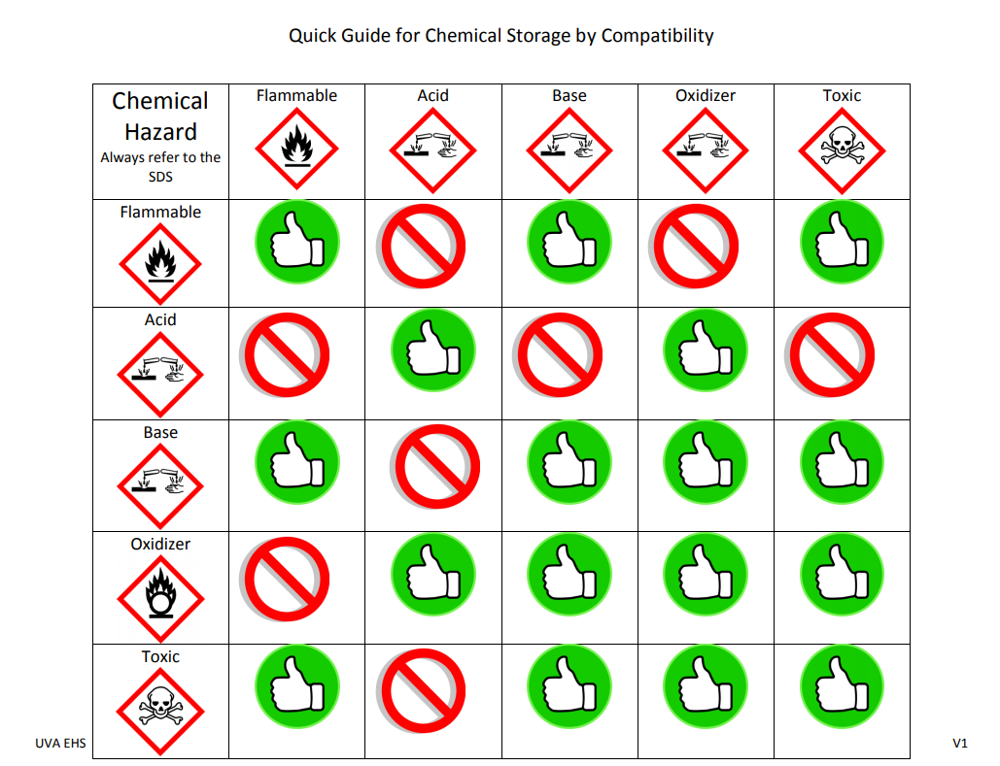 Quick Guide for Chemical Storage by Compatibility
Chemical
Hazard
Always refer to the
SDS
Flammable
Acid
Base
Oxidizer
Toxic
Flammable
Acid
Base
Oxidizer
Toxic
UVA EHS
V1